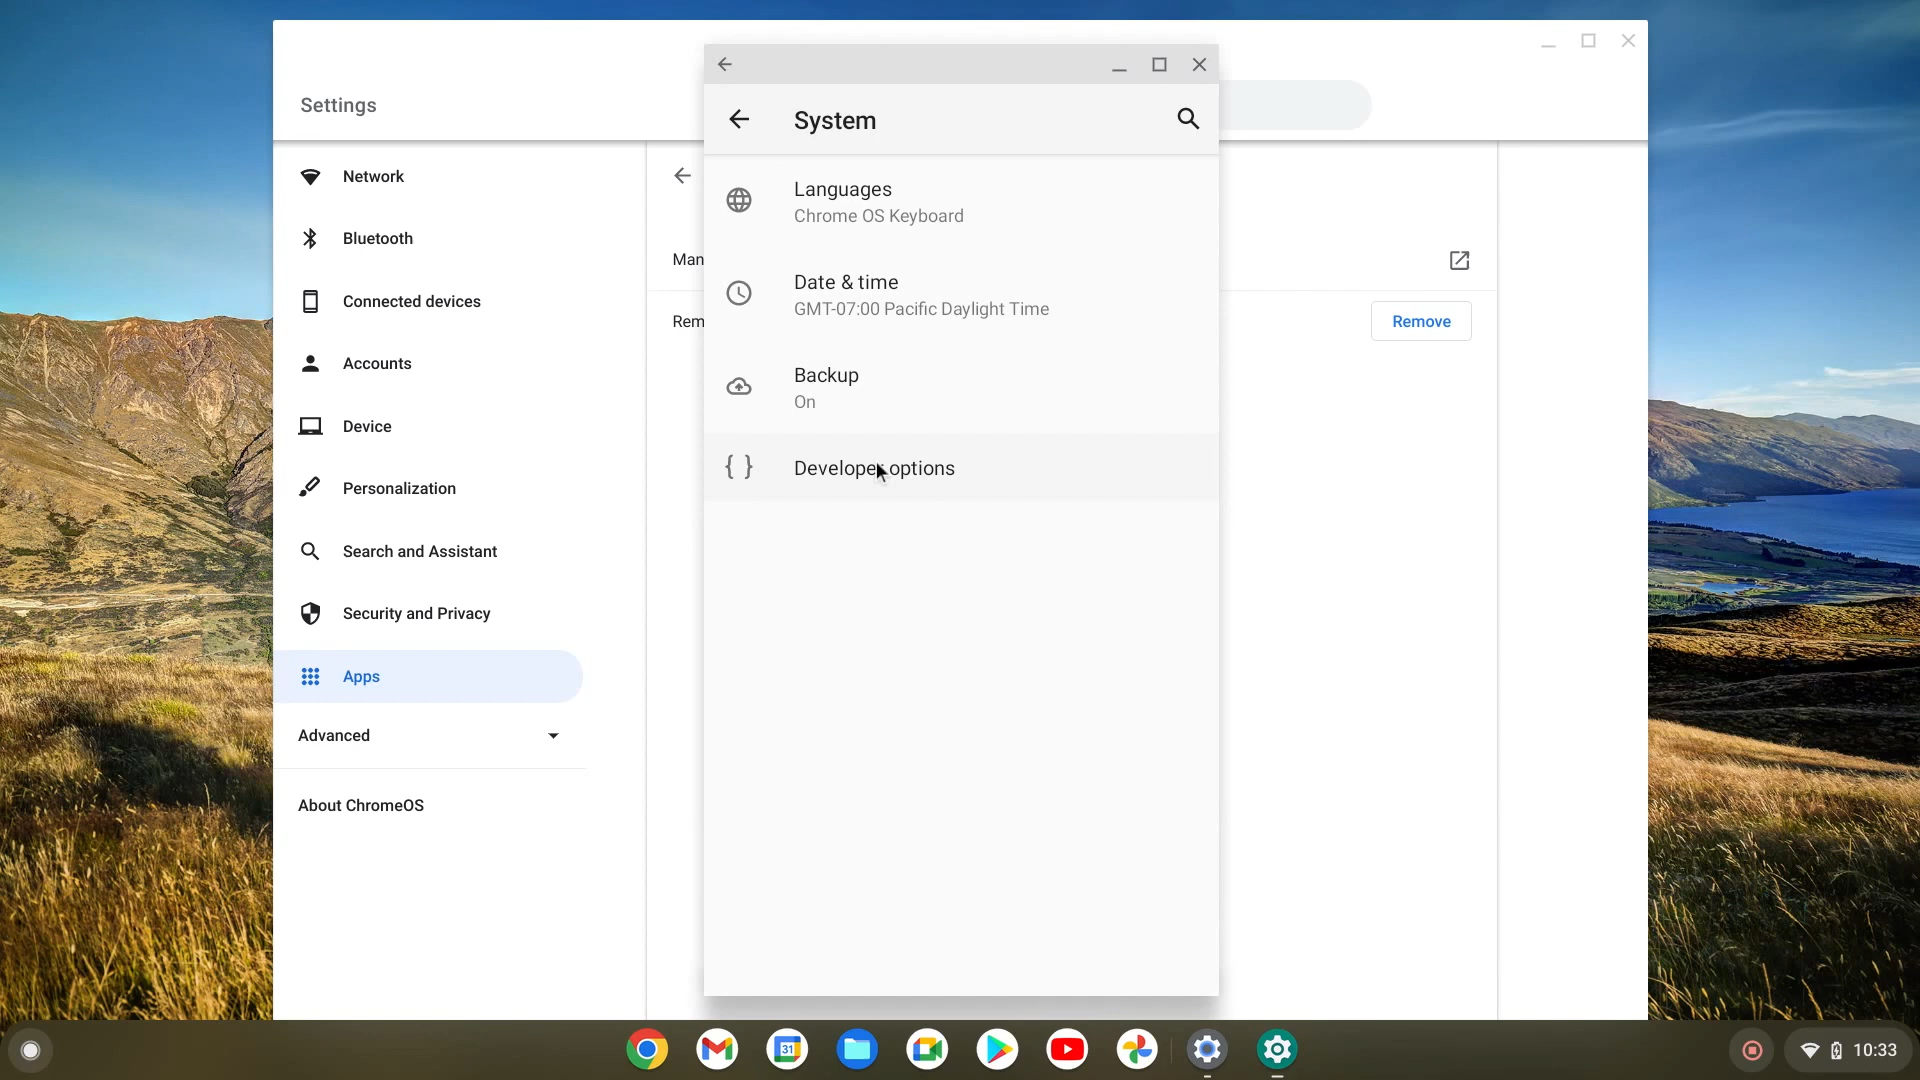 Settings
Network
Bluetooth
Connected devices
Accounts
Device
Personalization
Search and Assistant
Security and Privacy
Apps
Advanced
About ChromeOS
Man
Rem
Remove
System
Languages
Chrome OS Keyboard
Date & time
GMT-07:00 Pacific Daylight Time
Backup
On
{ } Developer options
31
10:33